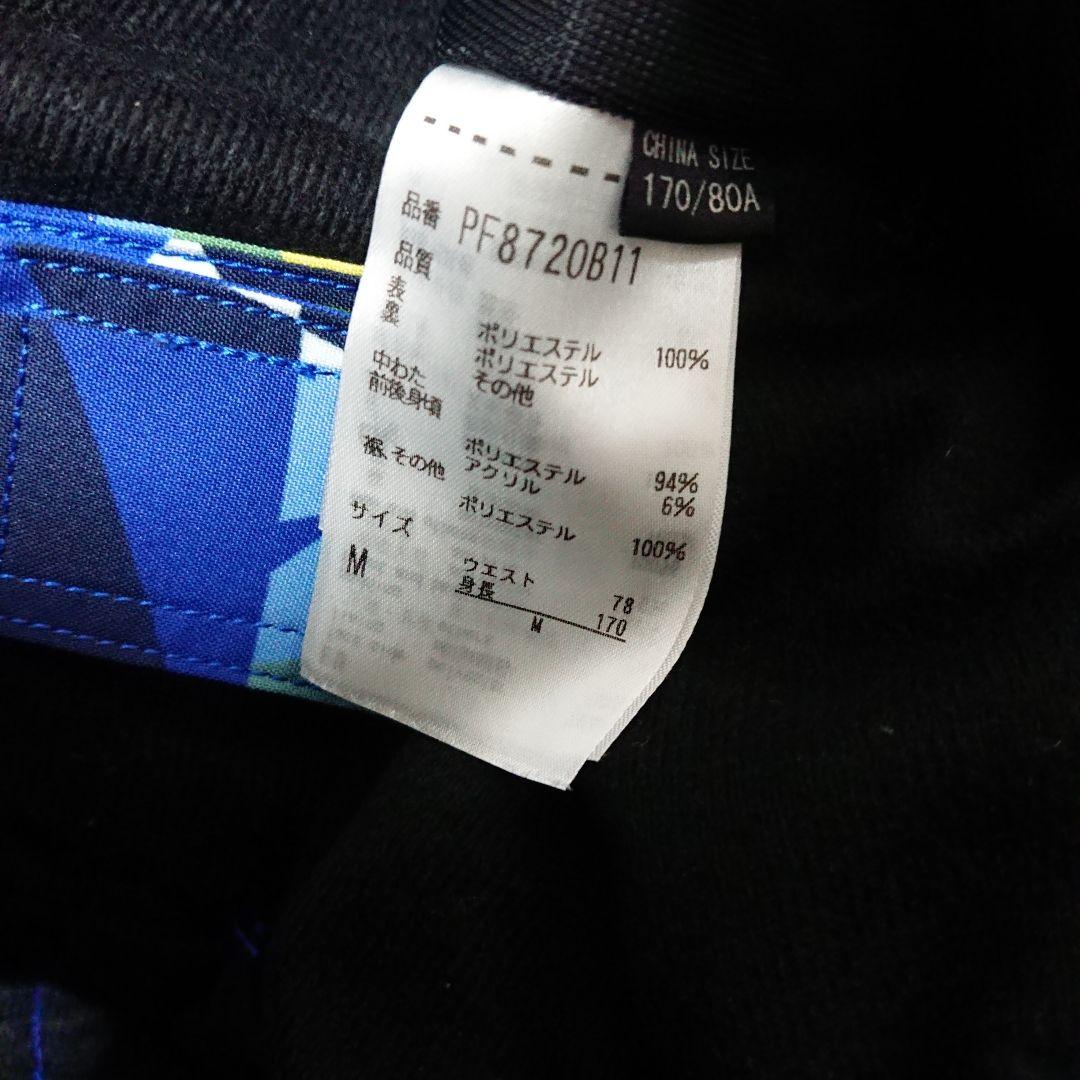 CHINA SIZE
170/80A
品番 PF8720B11
品質
表 ポリエステル 100%
裏 ポリエステル
中わた その他
前後身頃 ポリエステル 94%
アクリル 6%
裾、その他 ポリエステル 100%
サイズ
M
ウエスト 78
身長 170
M